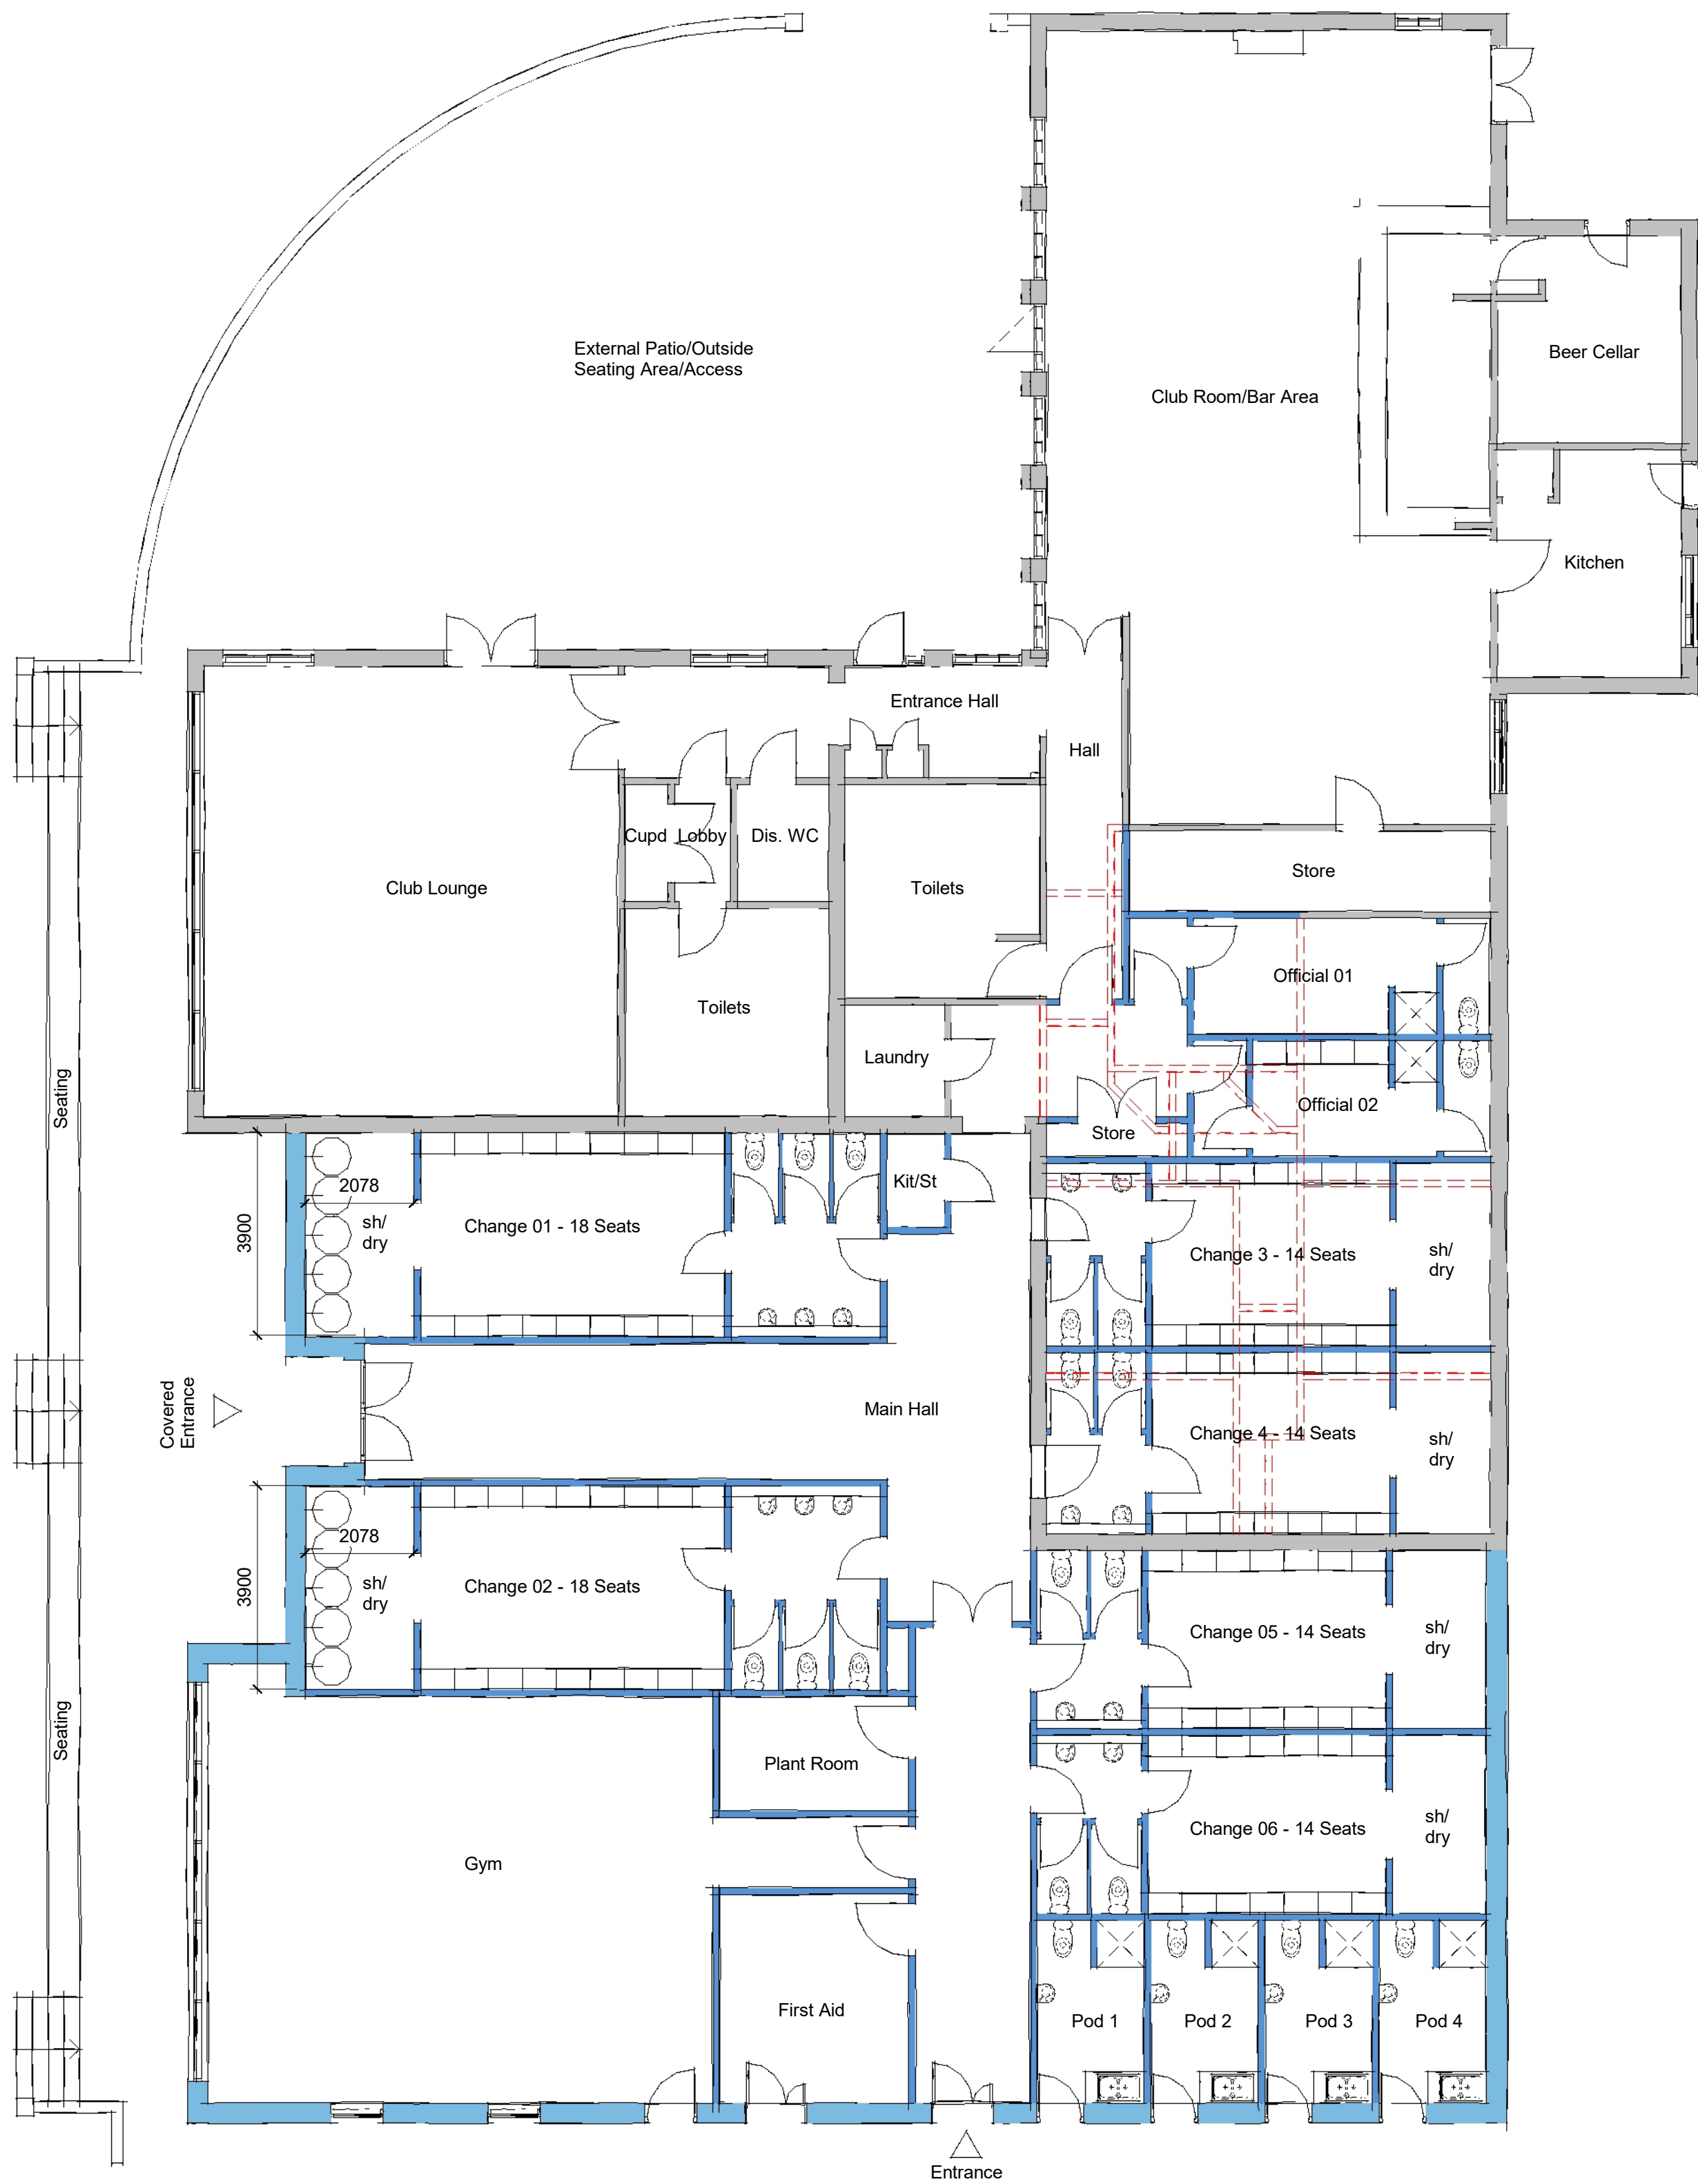 External Patio/Outside
Seating Area/Access
Club Room/Bar Area
Beer Cellar
Kitchen
Entrance Hall
Hall
Cupd Lobby
Dis. WC
Club Lounge
Toilets
Store
Toilets
Official 01
Laundry
Official 02
Store
Seating
Kit/St
2078
3900
sh/
dry
Change 01 - 18 Seats
Change 3 - 14 Seats
sh/
dry
Covered
Entrance
Main Hall
Change 4 - 14 Seats
sh/
dry
2078
3900
sh/
dry
Change 02 - 18 Seats
Change 05 - 14 Seats
sh/
dry
Seating
Plant Room
Change 06 - 14 Seats
sh/
dry
Gym
First Aid
Pod 1
Pod 2
Pod 3
Pod 4
Entrance